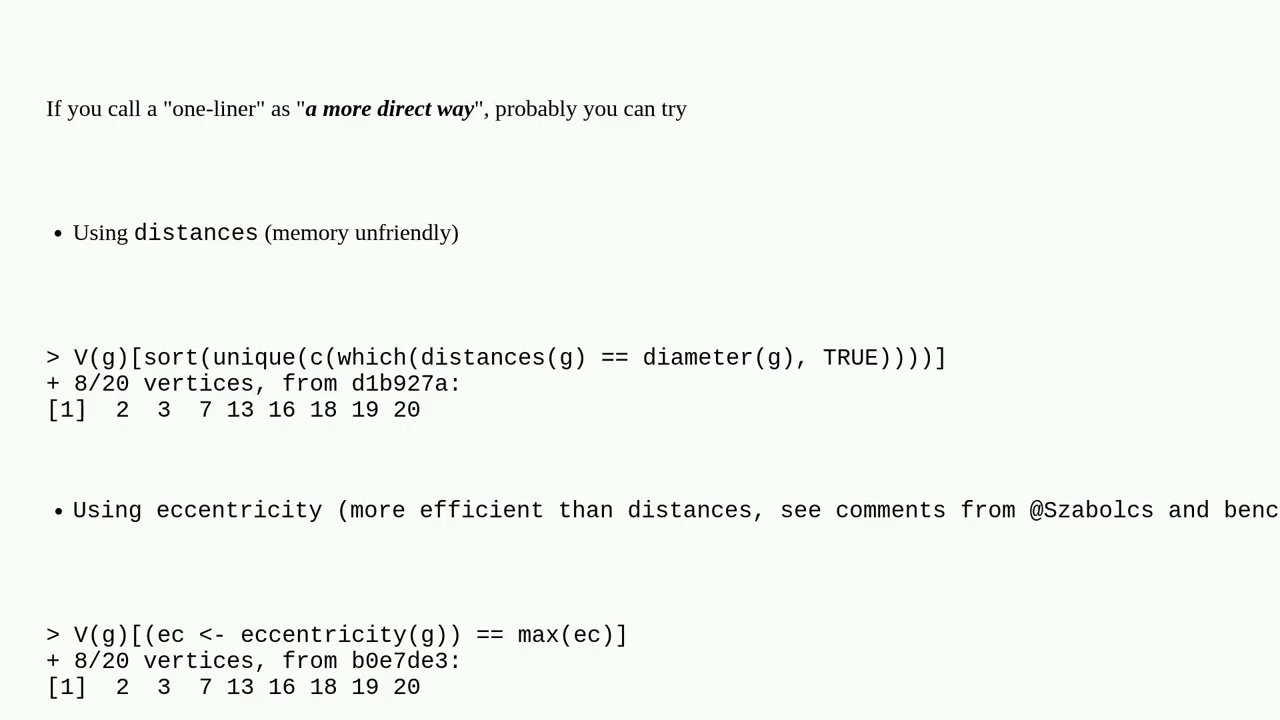 If you call a "one-liner" as "a more direct way", probably you can try
• Using distances (memory unfriendly)
> V(g)[sort(unique(c(which(distances(g) == diameter(g), TRUE))))]
+ 8/20 vertices, from d1b927a:
[1]  2  3  7 13 16 18 19 20
• Using eccentricity (more efficient than distances, see comments from @Szabolcs and
> V(g)[(ec <- eccentricity(g)) == max(ec)]
+ 8/20 vertices, from b0e7de3:
[1]  2  3  7 13 16 18 19 20